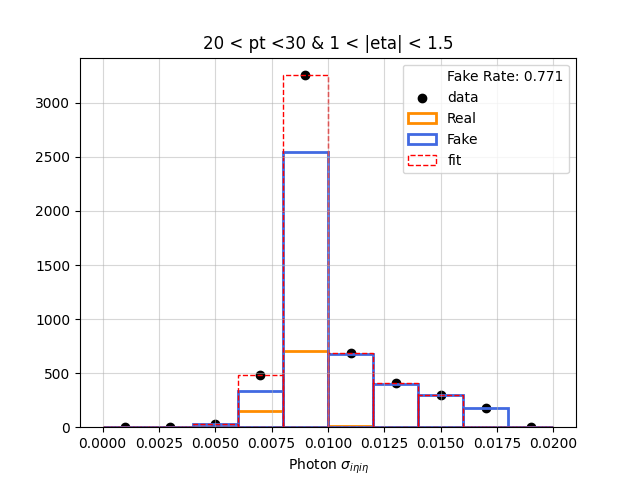 20 < pt <30 & 1 < |eta| < 1.5
Fake Rate: 0.771
data
Real
Fake
fit
3000
2500
2000
1500
1000
500
0
0.0000 0.0025 0.0050 0.0075 0.0100 0.0125 0.0150 0.0175 0.0200
Photon σiηiη